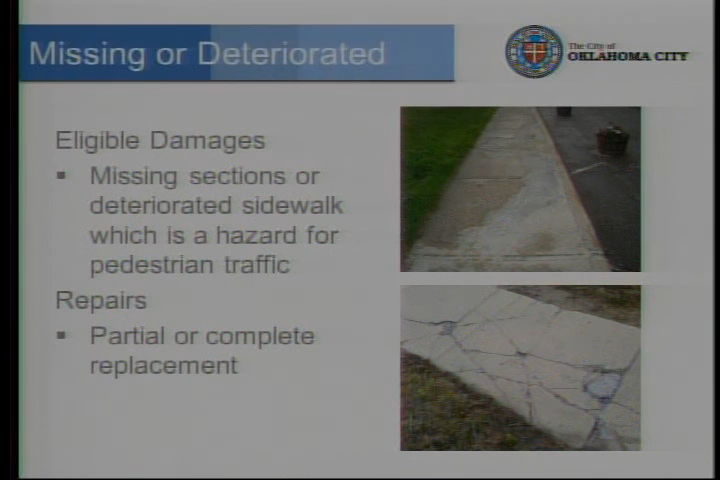 Missing or Deteriorated
The City of
OKLAHOMA CITY
Eligible Damages
▪ Missing sections or
deteriorated sidewalk
which is a hazard for
pedestrian traffic
Repairs
▪ Partial or complete
replacement